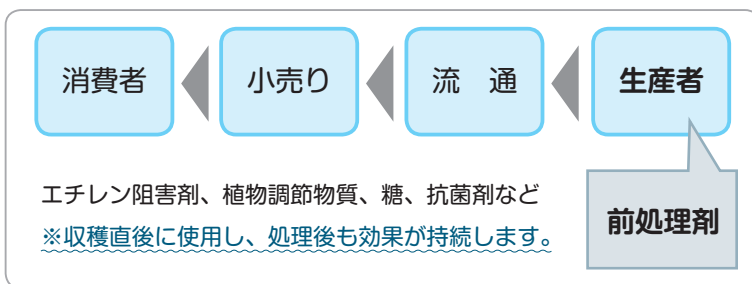 消費者
小売り
流　通
生産者
エチレン阻害剤、植物調節物質、糖、抗菌剤など
※収穫直後に使用し、処理後も効果が持続します。
前処理剤